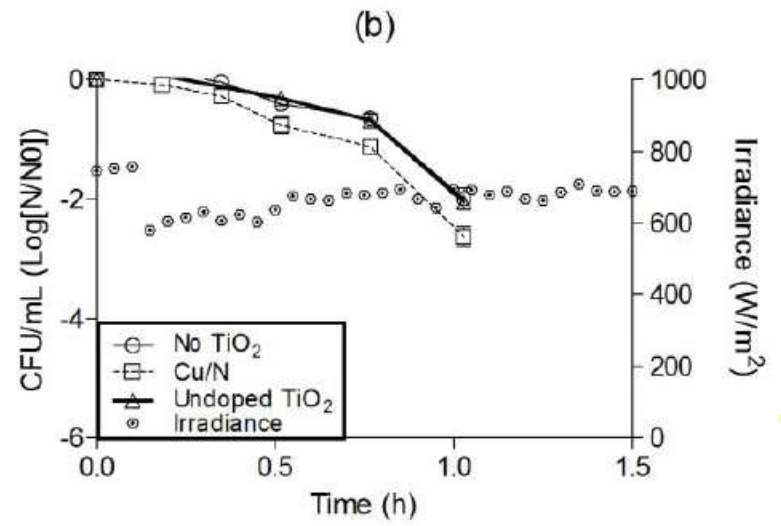 (b)
CFU/mL (Log[N/N0])
0
-2
-4
-6
No TiO2
Cu/N
Undoped TiO2
Irradiance
1000
800
600
400
200
0
Irradiance (W/m²)
0.0 0.5 1.0 1.5
Time (h)